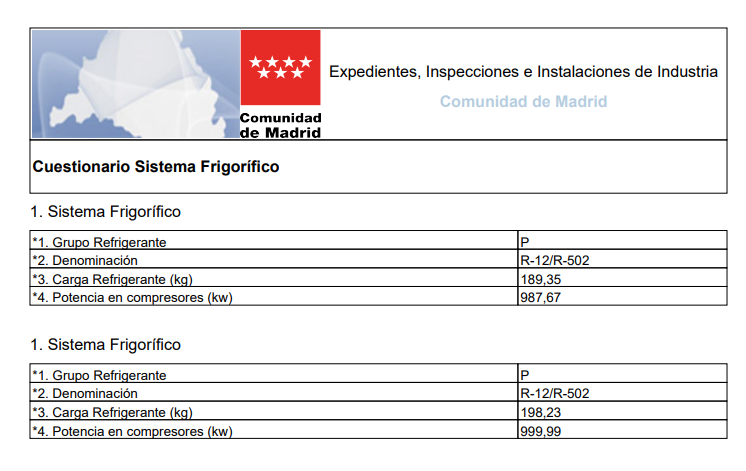 Expedientes, Inspecciones e Instalaciones de Industria
Comunidad de Madrid
Comunidad
de Madrid
Cuestionario Sistema Frigorífico
1. Sistema Frigorífico
*1. Grupo Refrigerante P
*2. Denominación R-12/R-502
*3. Carga Refrigerante (kg) 189,35
*4. Potencia en compresores (kw) 987,67
1. Sistema Frigorífico
*1. Grupo Refrigerante P
*2. Denominación R-12/R-502
*3. Carga Refrigerante (kg) 198,23
*4. Potencia en compresores (kw) 999,99